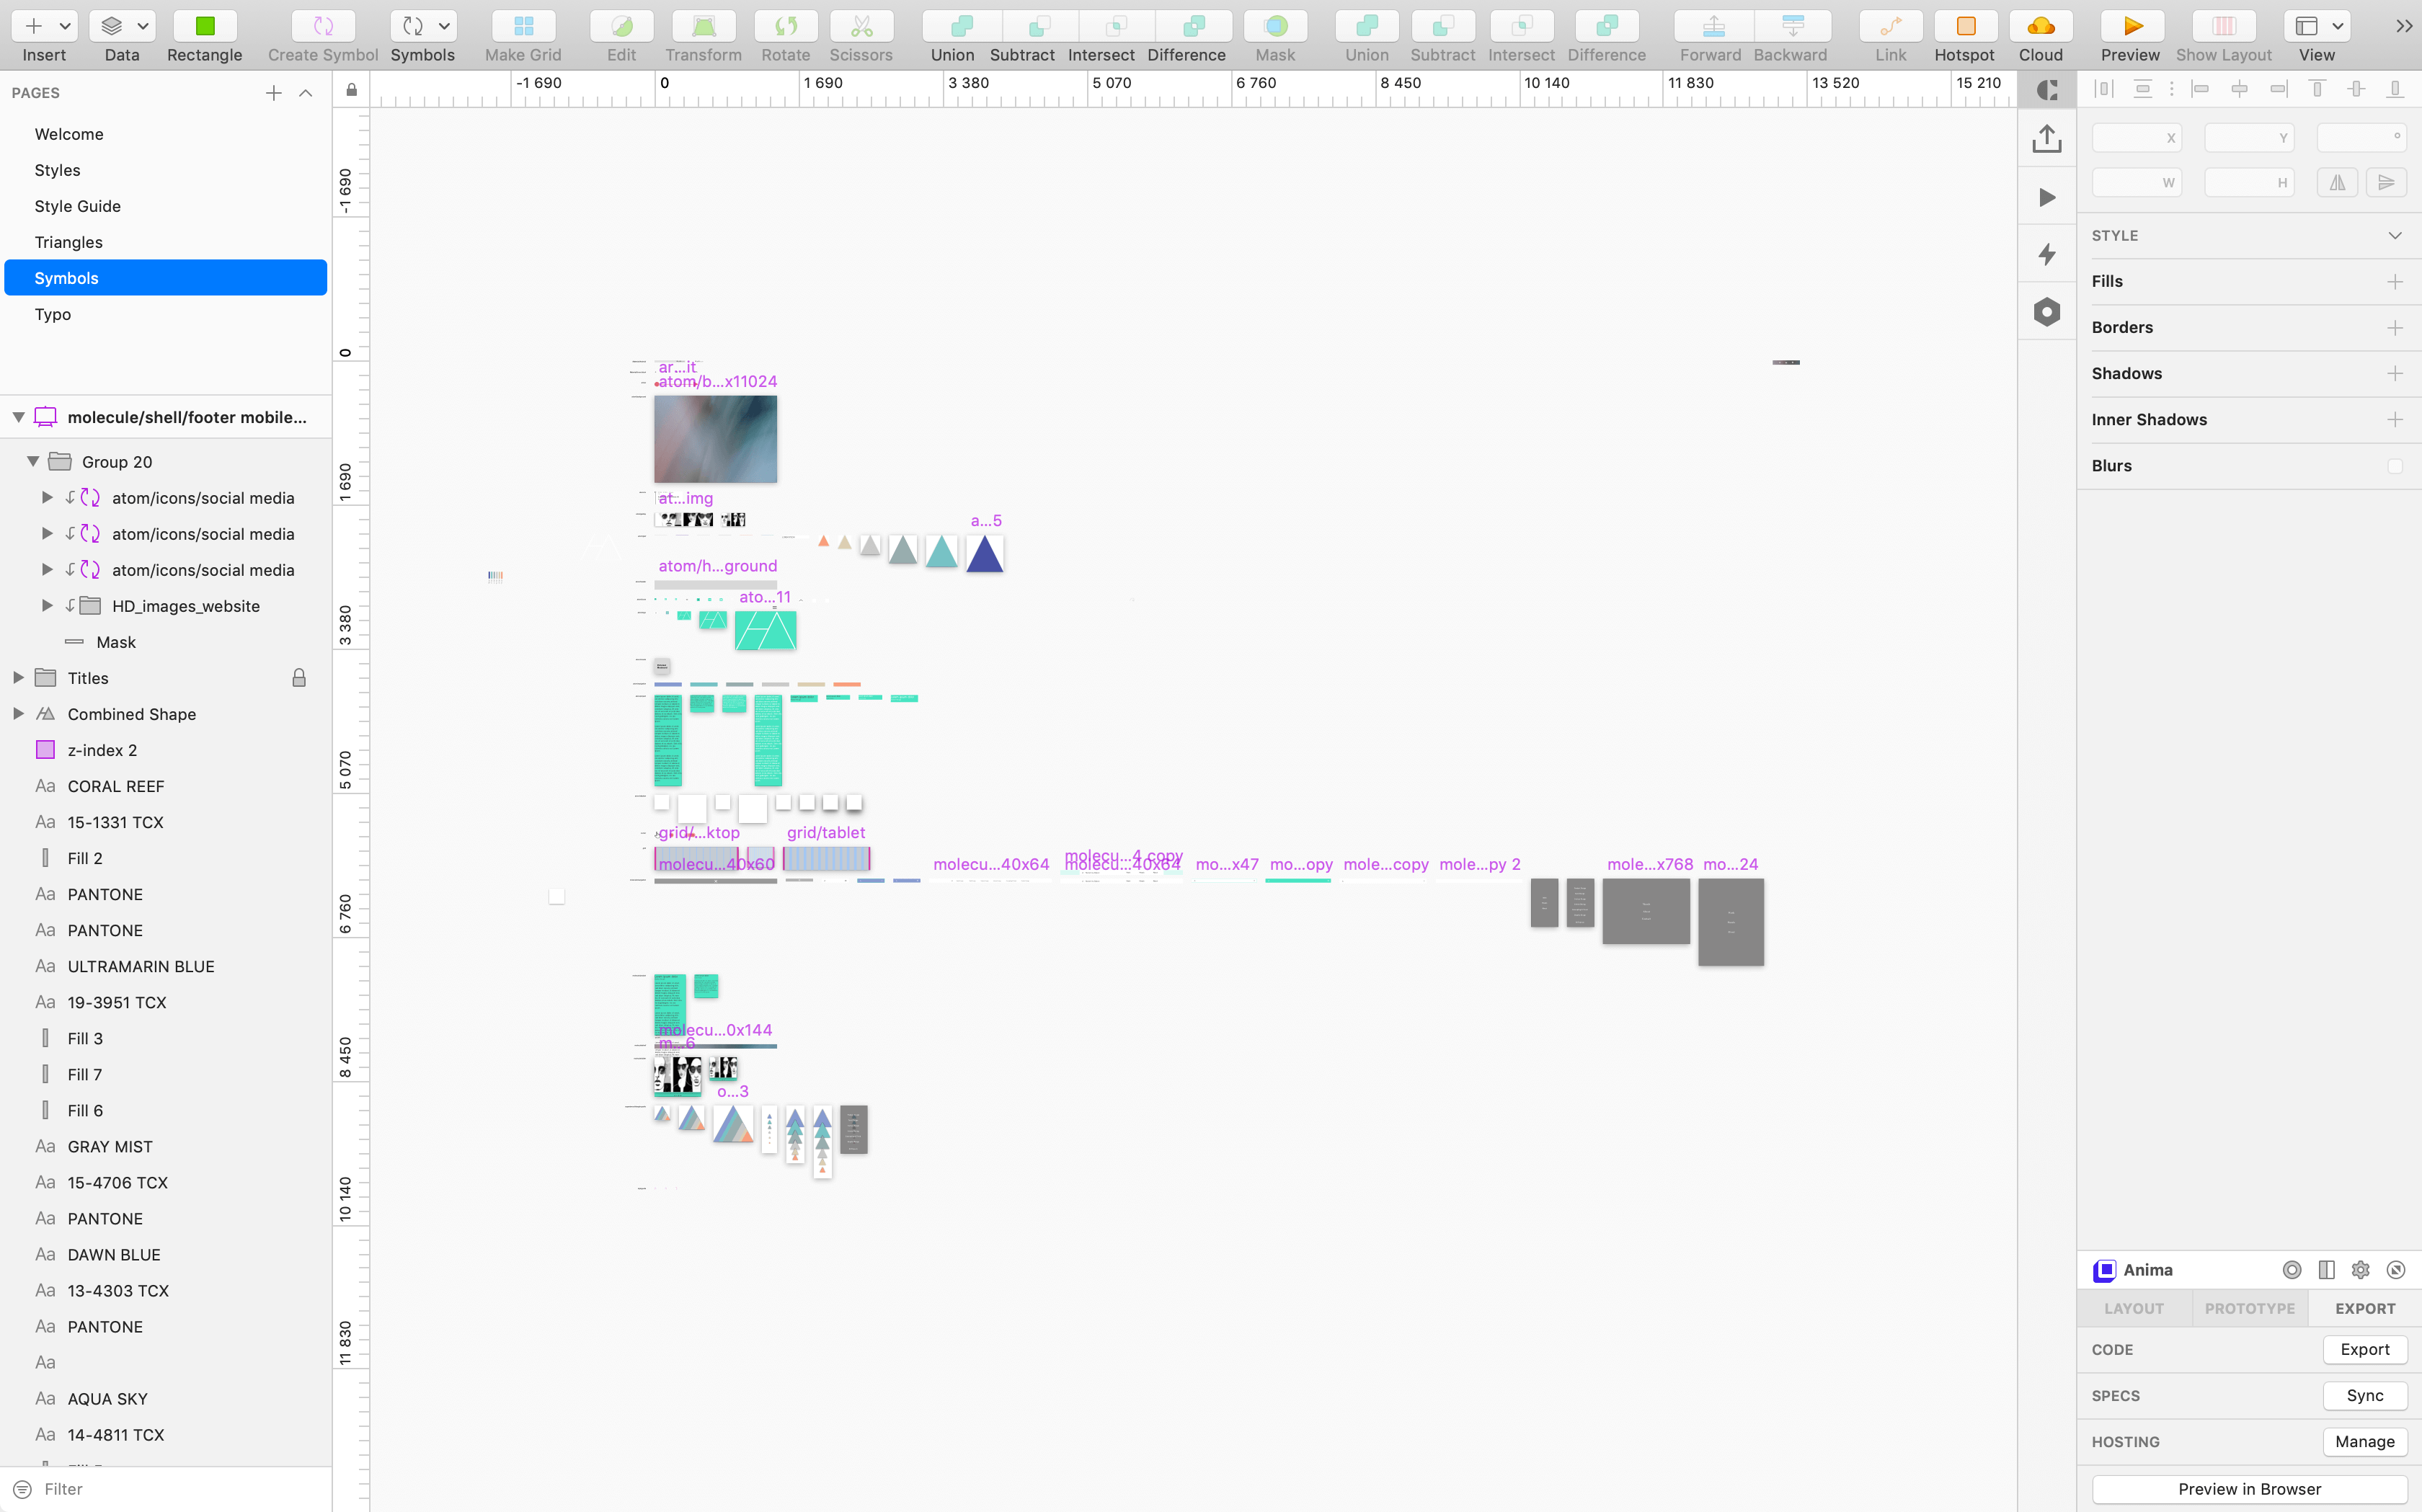 Insert
Data
Rectangle
Create Symbol
Symbols
Make Grid
Edit
Transform
Rotate
Scissors
Union
Subtract
Intersect
Difference
Mask
Union
Subtract
Intersect
Difference
Forward
Backward
Link
Hotspot
Cloud
Preview
Show Layout
View
PAGES
Welcome
Styles
Style Guide
Triangles
Symbols
Typo
molecule/shell/footer mobile...
Group 20
atom/icons/social media
atom/icons/social media
atom/icons/social media
HD_images_website
Mask
Titles
Combined Shape
z-index 2
Aa CORAL REEF
Aa 15-1331 TCX
Fill 2
Aa PANTONE
Aa PANTONE
Aa ULTRAMARIN BLUE
Aa 19-3951 TCX
Fill 3
Fill 7
Fill 6
Aa GRAY MIST
Aa 15-4706 TCX
Aa PANTONE
Aa DAWN BLUE
Aa 13-4303 TCX
Aa PANTONE
Aa
Aa AQUA SKY
Aa 14-4811 TCX
Filter
-1 690
0
1 690
3 380
5 070
6 760
8 450
10 140
11 830
13 520
15 210
-1 690
0
1 690
3 380
5 070
6 760
8 450
10 140
11 830
ar...it
atom/b...x11024
at...img
a...5
atom/h...ground
ato...11
grid/...ktop
grid/tablet
molecu...40x60
molecu...40x64
molecu...4 copy
molecu...40x64
mo...x47
mo...opy
mole...copy
mole...py 2
mole...x768
mo...24
molecu...0x144
m...6
o...3
X
Y
°
W
H
STYLE
Fills
Borders
Shadows
Inner Shadows
Blurs
Anima
LAYOUT
PROTOTYPE
EXPORT
CODE
Export
SPECS
Sync
HOSTING
Manage
Preview in Browser